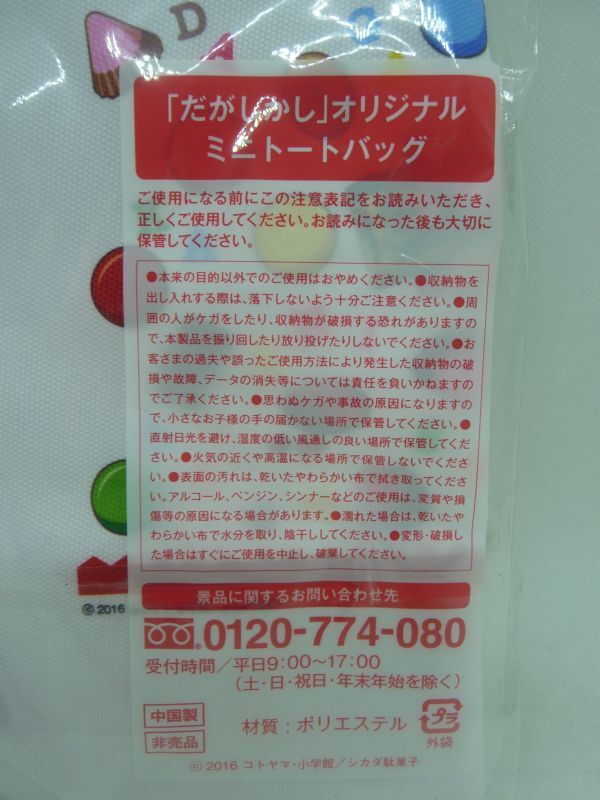 D
A
「だがしかし」オリジナル
ミニトートバッグ
ご使用になる前にこの注意表記をお読みいただき、
正しくご使用してください。お読みになった後も大切に
保管してください。
●本来の目的以外でのご使用はおやめください。●収納物を
出し入れする際は、落下しないよう十分ご注意ください。●周
囲の人がケガをしたり、収納物が破損する恐れがありますの
で、本製品を振り回したり放り投げたりしないでください。●お
客さまの過失や誤ったご使用方法により発生した収納物の破
損や故障、データの消失等については責任を負いかねますの
でご了承ください。●思わぬケガや事故の原因になりますの
で、小さなお子様の手の届かない場所で保管してください。●
直射日光を避け、湿度の低い風通しの良い場所で保管してくだ
さい。●火気の近くや高温になる場所で保管しないでくださ
い。●表面の汚れは、乾いたやわらかい布で拭き取ってくださ
い。アルコール、ベンジン、シンナーなどのご使用は、変質や損
傷等の原因になる場合があります。●濡れた場合は、乾いたや
わらかい布で水分を取り、陰干ししてください。●変形・破損し
た場合はすぐにご使用を中止し、破棄してください。
景品に関するお問い合わせ先
0120-774-080
受付時間／平日9:00～17:00
（土・日・祝日・年末年始を除く）
中国製
非売品
材質：ポリエステル
プラ
外袋
©2016 コトヤマ・小学館／シカダ駄菓子
©2016